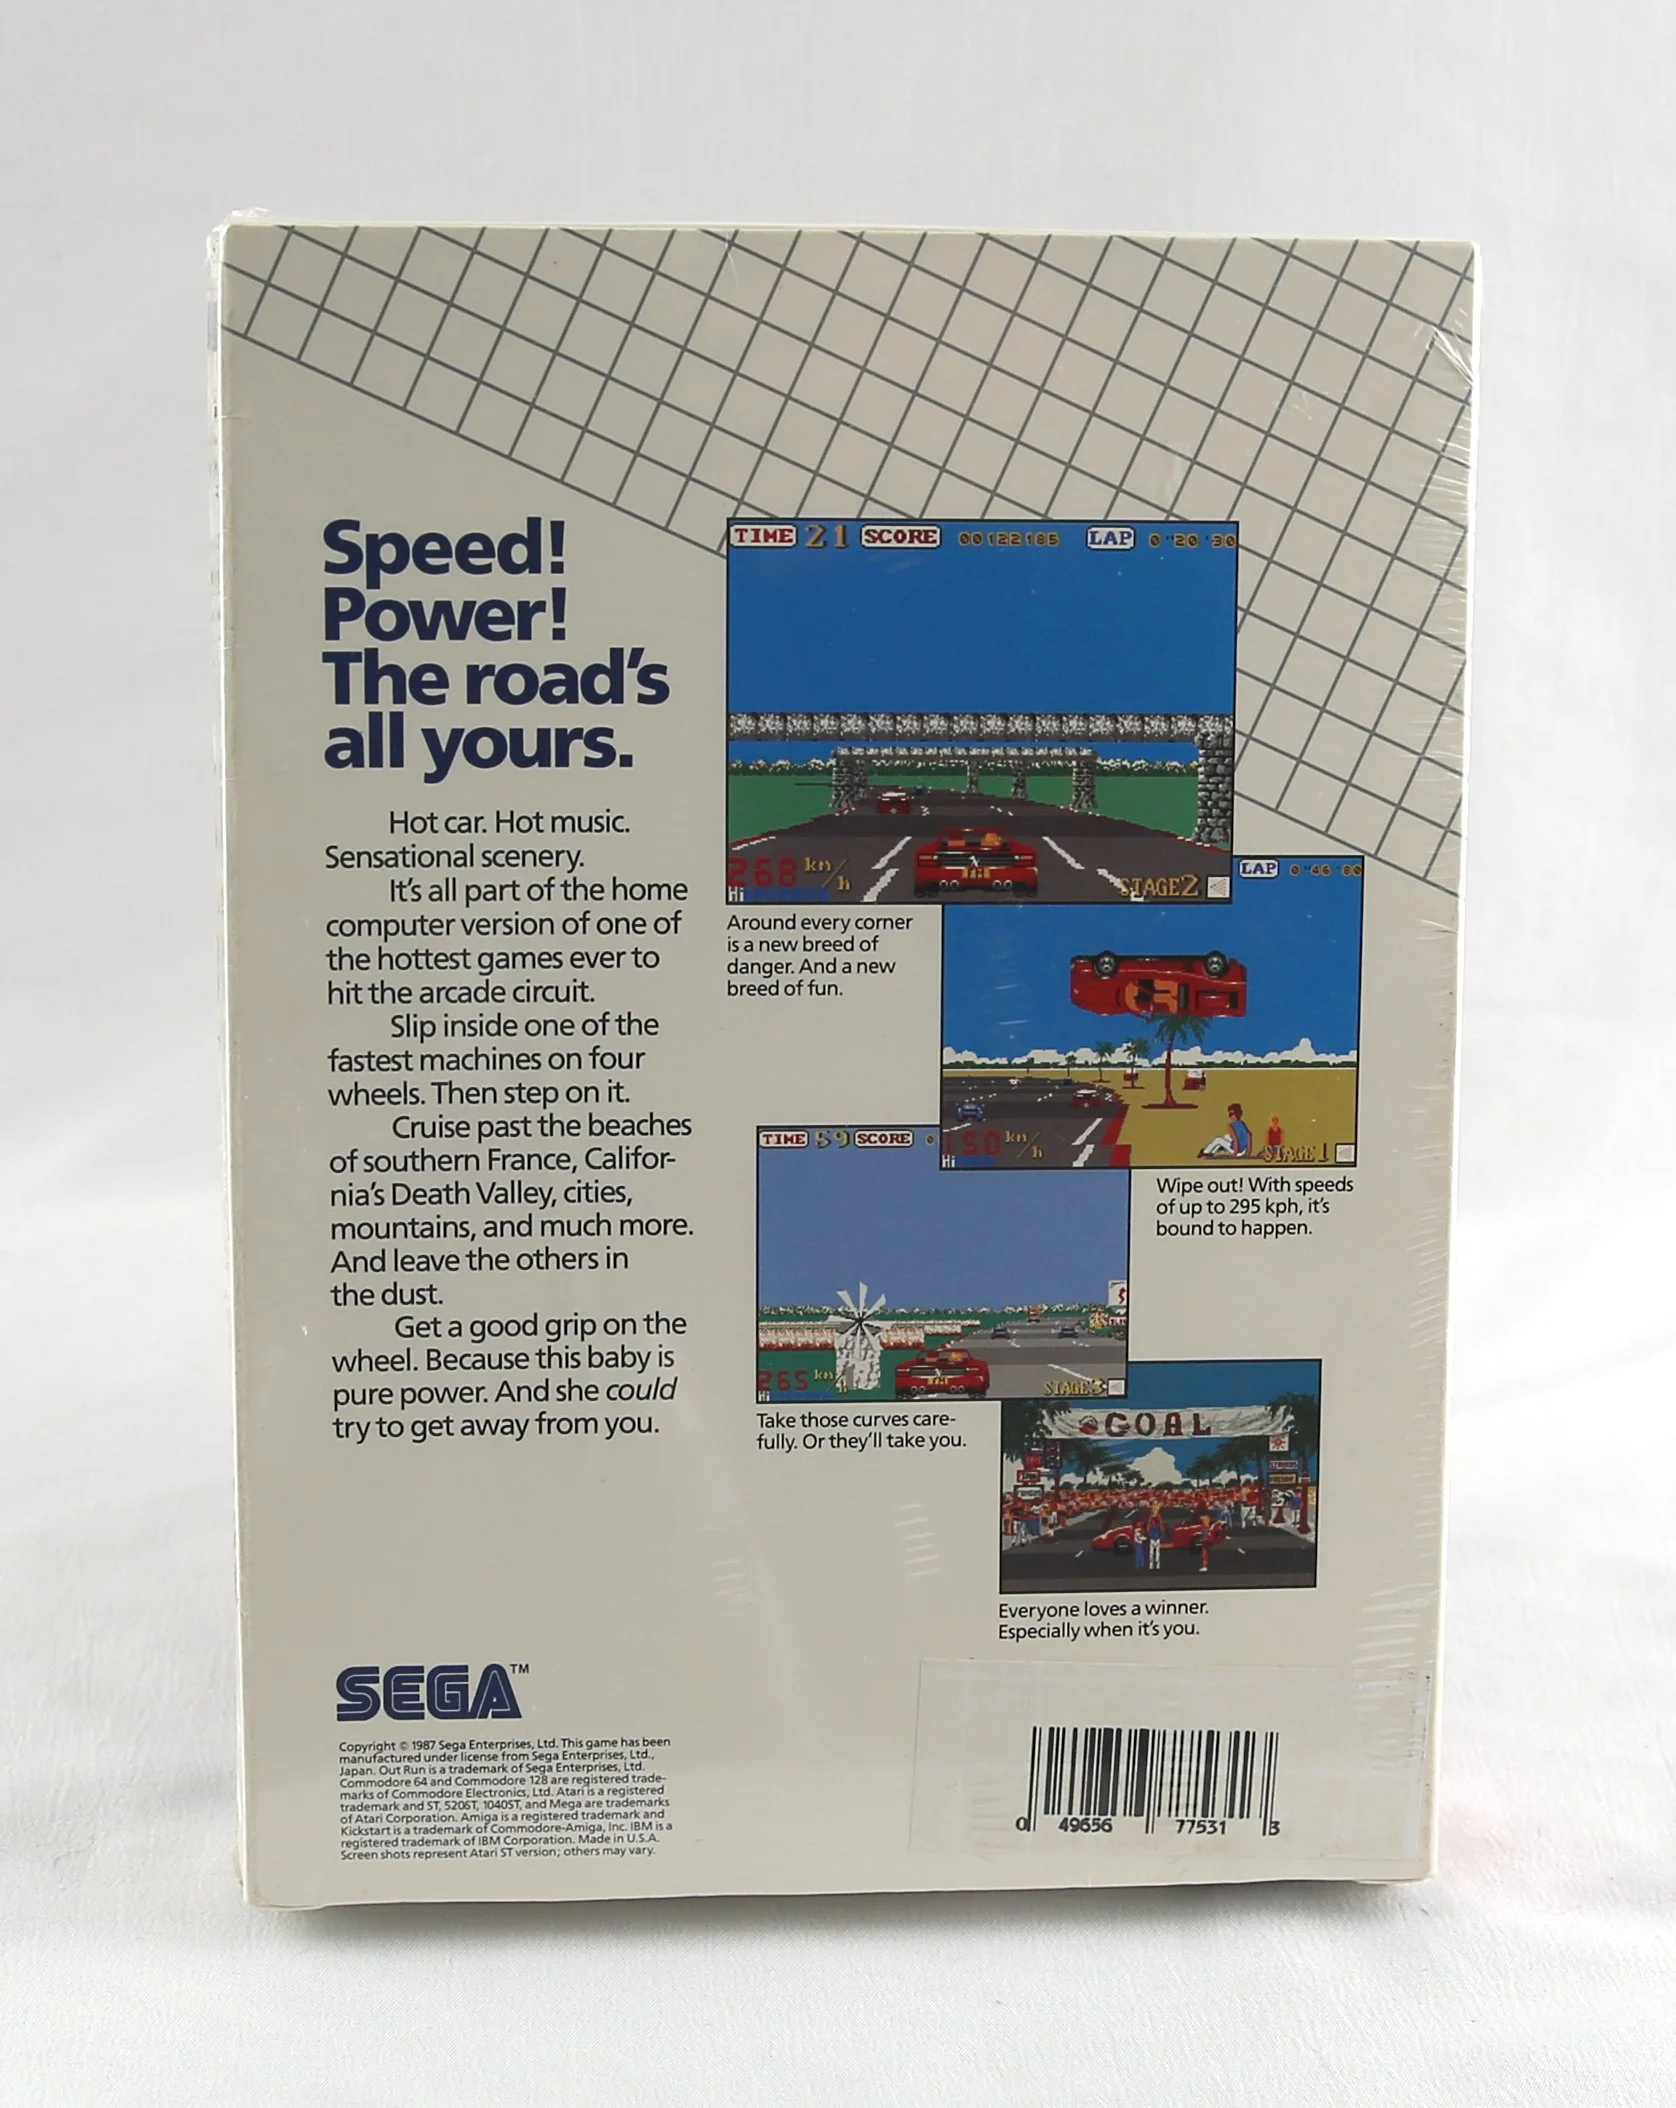 Speed!
Power!
The road's
all yours.
Hot car. Hot music.
Sensational scenery.
It's all part of the home
computer version of one of
the hottest games ever to
hit the arcade circuit.
Slip inside one of the
fastest machines on four
wheels. Then step on it.
Cruise past the beaches
of southern France, Califor-
nia's Death Valley, cities,
mountains, and much more.
And leave the others in
the dust.
Get a good grip on the
wheel. Because this baby is
pure power. And she could
try to get away from you.
TIME 21 SCORE 00122185 LAP 0"20'30
268 km/h
Hi
STAGE 2
Around every corner
is a new breed of
danger. And a new
breed of fun.
LAP 0"46'80
150 km/h
Hi
STAGE 1
Wipe out! With speeds
of up to 295 kph, it's
bound to happen.
TIME 59 SCORE 0
265 km/h
Hi
STAGE 3
Take those curves care-
fully. Or they'll take you.
GOAL
Everyone loves a winner.
Especially when it's you.
SEGA™
Copyright © 1987 Sega Enterprises, Ltd. This game has been
manufactured under license from Sega Enterprises, Ltd.,
Japan. Out Run is a trademark of Sega Enterprises, Ltd.
Commodore 64 and Commodore 128 are registered trade-
marks of Commodore Electronics, Ltd. Atari is a registered
trademark and ST, 520ST, 1040ST, and Mega are trademarks
of Atari Corporation. Amiga is a registered trademark and
Kickstart is a trademark of Commodore-Amiga, Inc. IBM is a
registered trademark of IBM Corporation. Made in U.S.A.
Screen shots represent Atari ST version; others may vary.
0 49656 77531 3